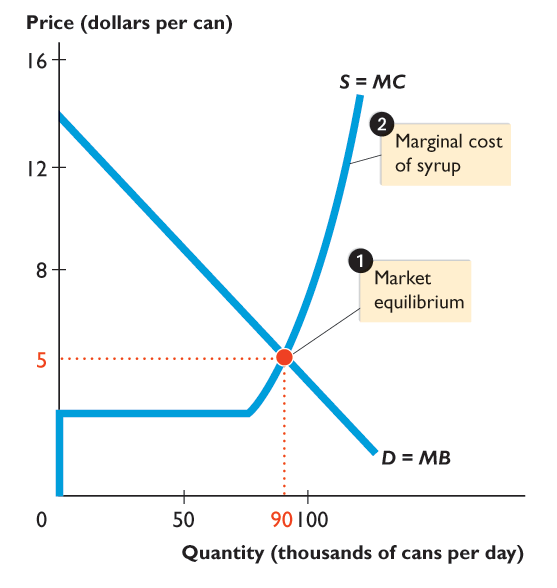 Price (dollars per can)
16
S = MC
2
Marginal cost
of syrup
12
1
8
Market
equilibrium
5
D = MB
0
50
90
100
Quantity (thousands of cans per day)